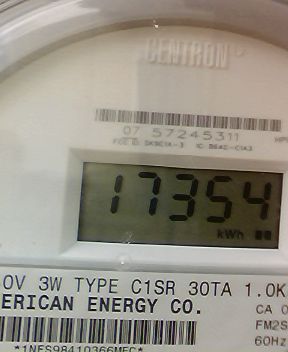 CENTRON
07 57245311
17354
kWh
0V 3W TYPE C1SR 30TA 1.0K
ERICAN ENERGY CO.
CA 0
FM2S
60Hz